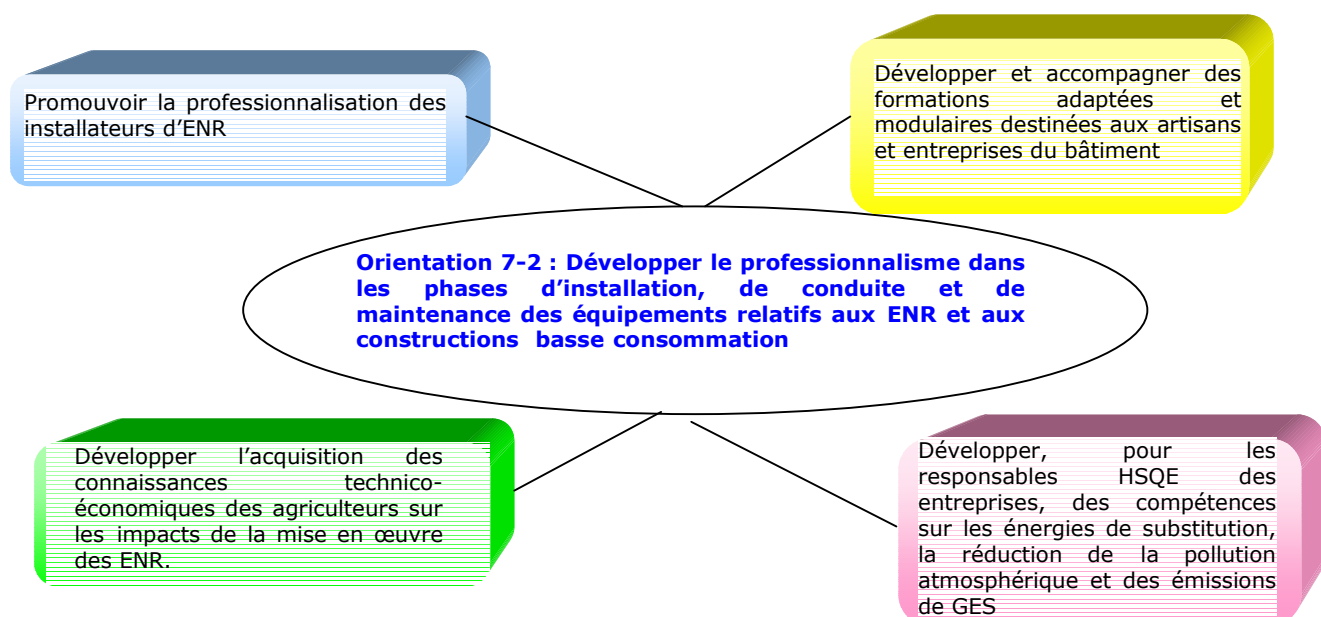 Promouvoir la professionnalisation des
installateurs d'ENR
Développer et accompagner des
formations adaptées et
modulaires destinées aux artisans
et entreprises du bâtiment
Orientation 7-2 : Développer le professionnalisme dans
les phases d'installation, de conduite et de
maintenance des équipements relatifs aux ENR et aux
constructions basse consommation
Développer l'acquisition des
connaissances technico-
économiques des agriculteurs sur
les impacts de la mise en œuvre
des ENR.
Développer, pour les
responsables HSQE des
entreprises, des compétences
sur les énergies de substitution,
la réduction de la pollution
atmosphérique et des émissions
de GES